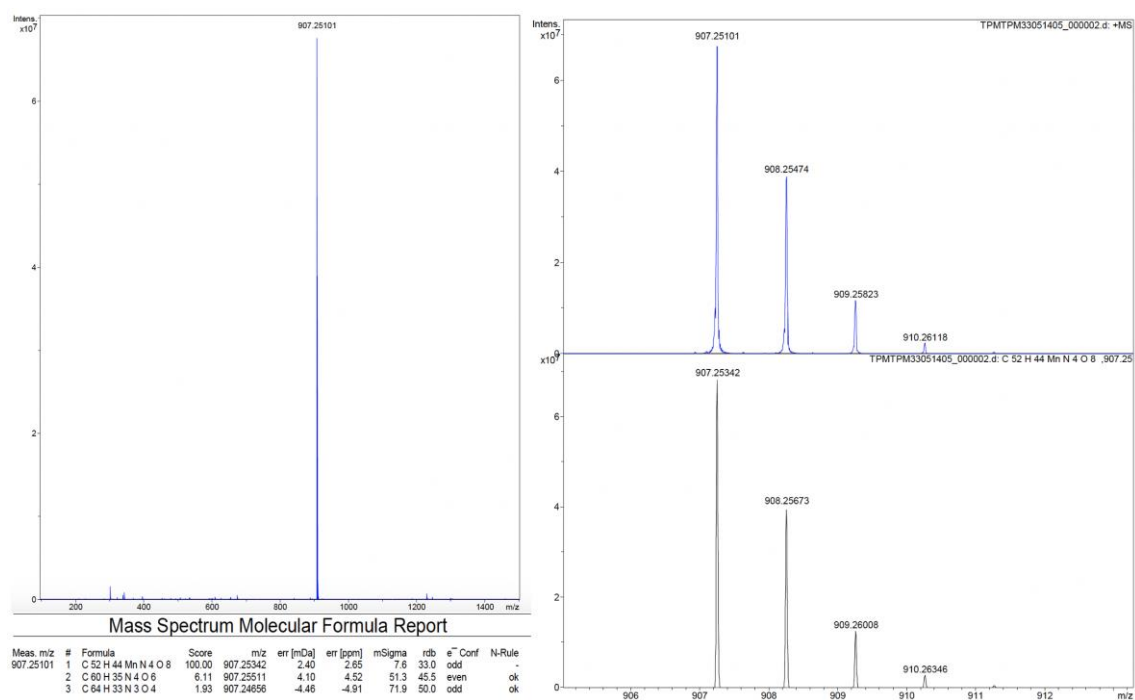 Intens.
x10⁷
907.25101
6
4
2
0
200 400 600 800 1000 1200 1400 m/z
Mass Spectrum Molecular Formula Report
Meas. m/z # Formula Score m/z err [mDa] err [ppm] mSigma rdb e⁻ Conf N-Rule
907.25101 1 C 52 H 44 Mn N 4 O 8 100.00 907.25342 2.40 2.65 7.6 33.0 odd -
2 C 60 H 35 N 4 O 6 6.11 907.25511 4.10 4.52 51.3 45.5 even ok
3 C 64 H 33 N 3 O 4 1.93 907.24656 -4.46 -4.91 71.9 50.0 odd ok
Intens.
x10⁷
TPMTPM33051405_000002.d: +MS
907.25101
6
908.25474
4
2
909.25823
910.26118
0
x10⁷
TPMTPM33051405_000002.d: C 52 H 44 Mn N 4 O 8 ,907.25
907.25342
6
908.25673
4
2
909.26008
910.26346
0
906 907 908 909 910 911 912 m/z